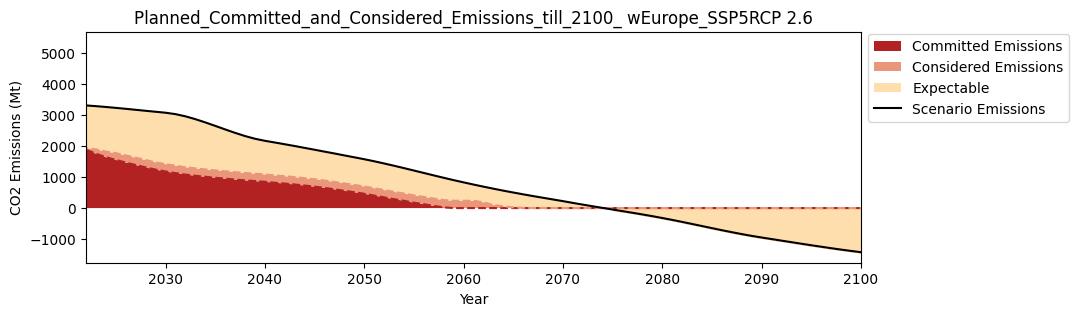 Planned_Committed_and_Considered_Emissions_till_2100_ wEurope_SSP5RCP 2.6
5000
4000
3000
2000
1000
0
−1000
CO2 Emissions (Mt)
2030
2040
2050
2060
2070
2080
2090
2100
Year
Committed Emissions
Considered Emissions
Expectable
Scenario Emissions